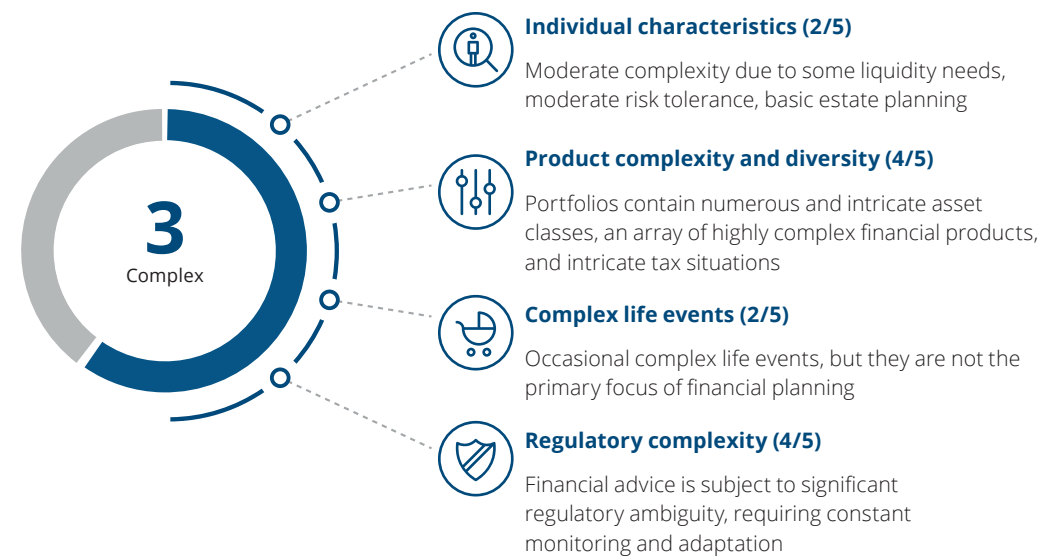 3
Complex
Individual characteristics (2/5)
Moderate complexity due to some liquidity needs,
moderate risk tolerance, basic estate planning
Product complexity and diversity (4/5)
Portfolios contain numerous and intricate asset
classes, an array of highly complex financial products,
and intricate tax situations
Complex life events (2/5)
Occasional complex life events, but they are not the
primary focus of financial planning
Regulatory complexity (4/5)
Financial advice is subject to significant
regulatory ambiguity, requiring constant
monitoring and adaptation